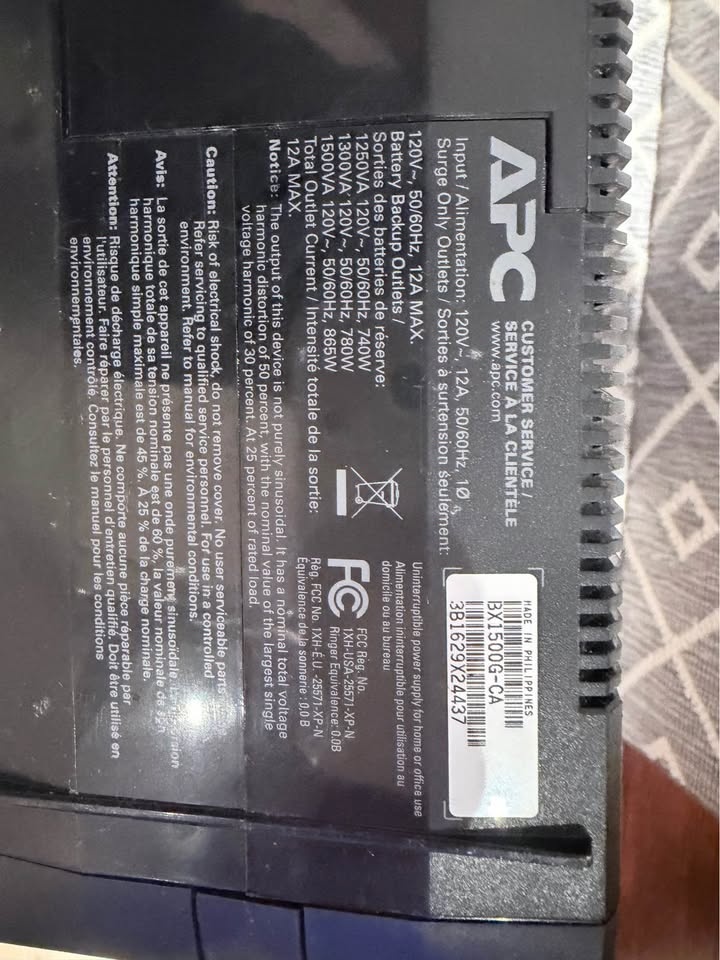 APC
CUSTOMER SERVICE /
SERVICE À LA CLIENTÈLE
www.apc.com
Input / Alimentation: 120V~, 12A, 50/60Hz, 1Ø
Surge Only Outlets / Sorties à surtension seulement:
120V~, 50/60Hz, 12A MAX.
Battery Backup Outlets /
Sorties des batteries de réserve:
1250VA 120V~, 50/60Hz, 740W
1300VA 120V~, 50/60Hz, 780W
1500VA 120V~, 50/60Hz, 865W
Total Outlet Current / Intensité totale de la sortie:
12A MAX.
MADE IN PHILIPPINES
BX1500G-CA
3B1629X24437
Uninterruptible power supply for home or office use
Alimentation ininterruptible pour utilisation au
domicile ou au bureau
FC
FCC Reg. No.
1XH-USA-25571-XP-N
Ringer Equivalence: 0.0B
Règ. FCC No. 1XH-É.U.-25571-XP-N
Équivalence de la sonnerie : 0,0 B
Notice: The output of this device is not purely sinusoidal. It has a nominal total voltage
harmonic distortion of 50 percent, with the nominal value of the largest single
voltage harmonic of 30 percent. At 25 percent of rated load.
Caution: Risk of electrical shock, do not remove cover. No user serviceable parts.
Refer servicing to qualified service personnel. For use in a controlled
environment. Refer to manual for environmental conditions.
Avis: La sortie de cet appareil ne présente pas une onde purement sinusoïdale.
harmonique totale de sa tension nominale est de 60 %, la valeur nominale de
harmonique simple maximale est de 45 %. À 25 % de la charge nominale.
Attention: Risque de décharge électrique. Ne comporte aucune pièce réparable par
l'utilisateur. Faire réparer par le personnel d'entretien qualifié. Doit être utilisé en
environnement contrôlé. Consultez le manuel pour les conditions
environnementales.